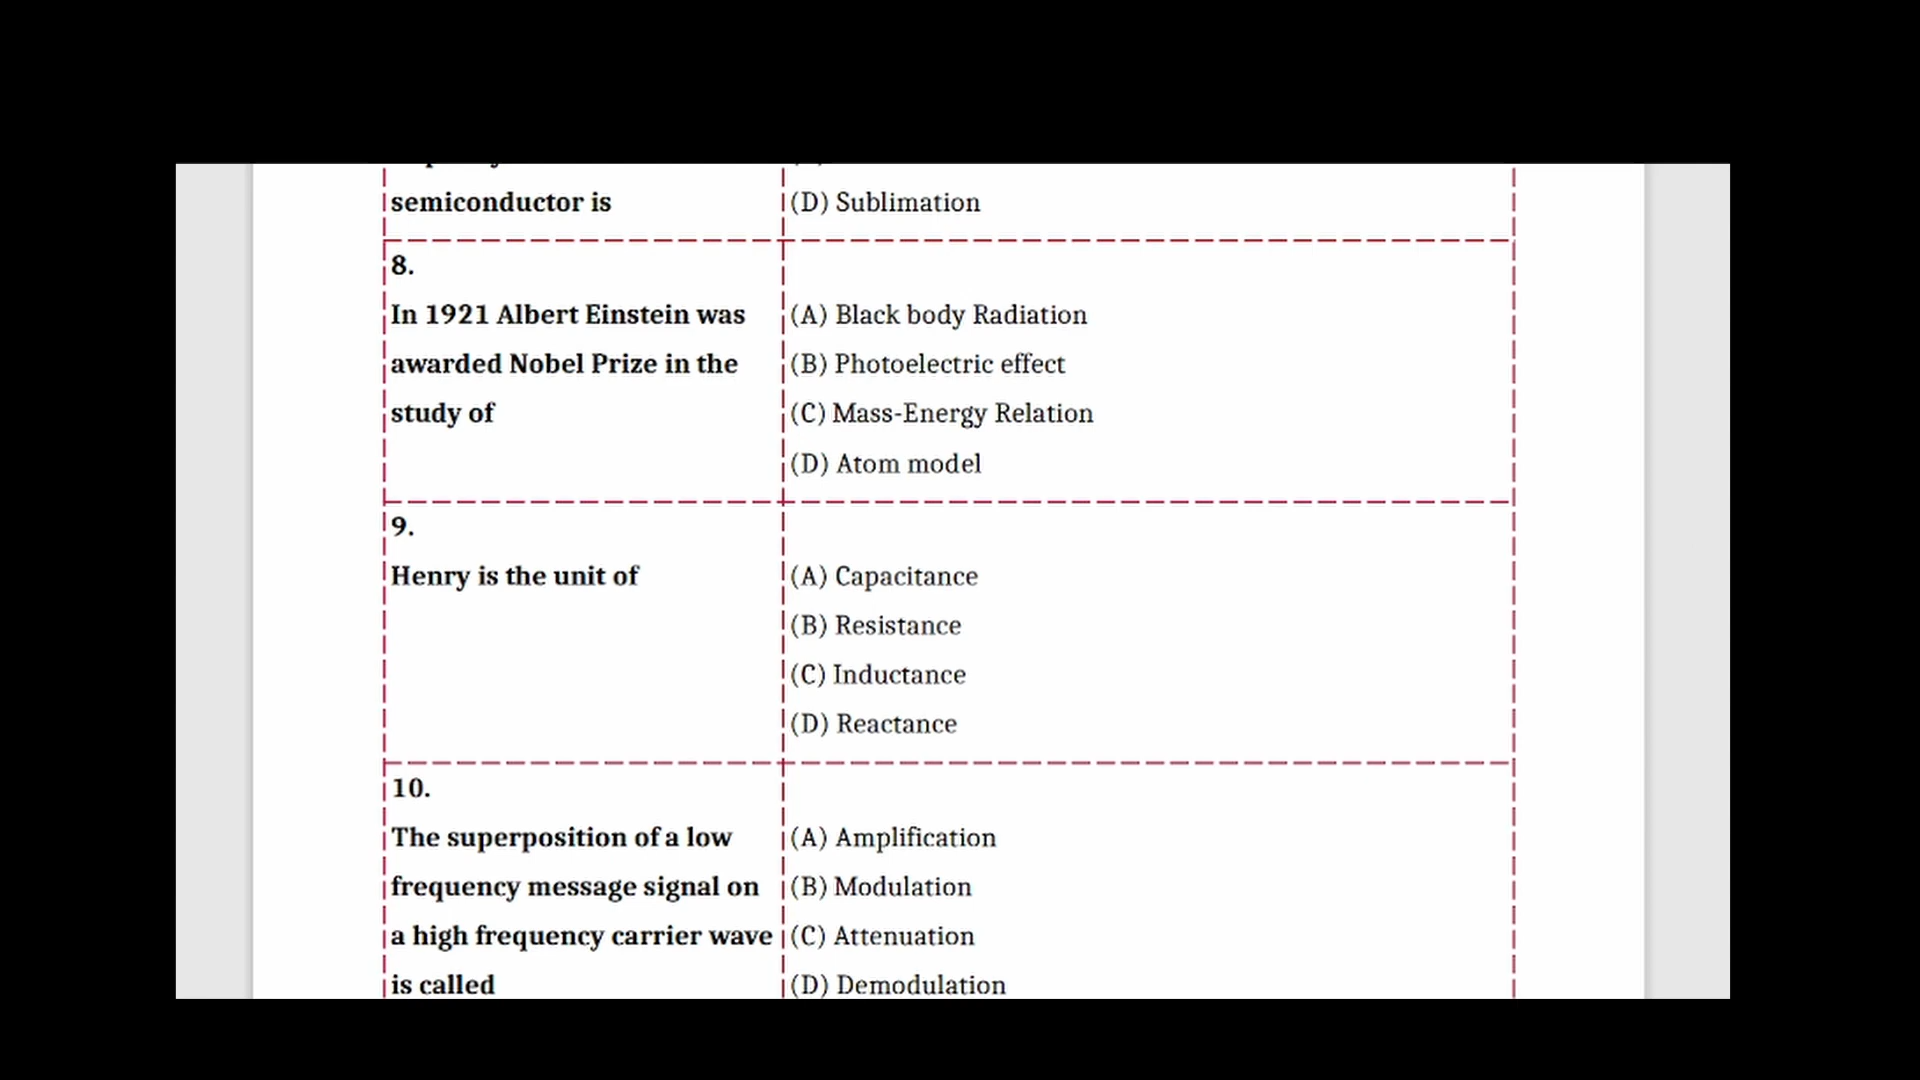 semiconductor is
(D) Sublimation
8.
In 1921 Albert Einstein was
awarded Nobel Prize in the
study of
(A) Black body Radiation
(B) Photoelectric effect
(C) Mass-Energy Relation
(D) Atom model
9.
Henry is the unit of
(A) Capacitance
(B) Resistance
(C) Inductance
(D) Reactance
10.
The superposition of a low
frequency message signal on
a high frequency carrier wave
is called
(A) Amplification
(B) Modulation
(C) Attenuation
(D) Demodulation